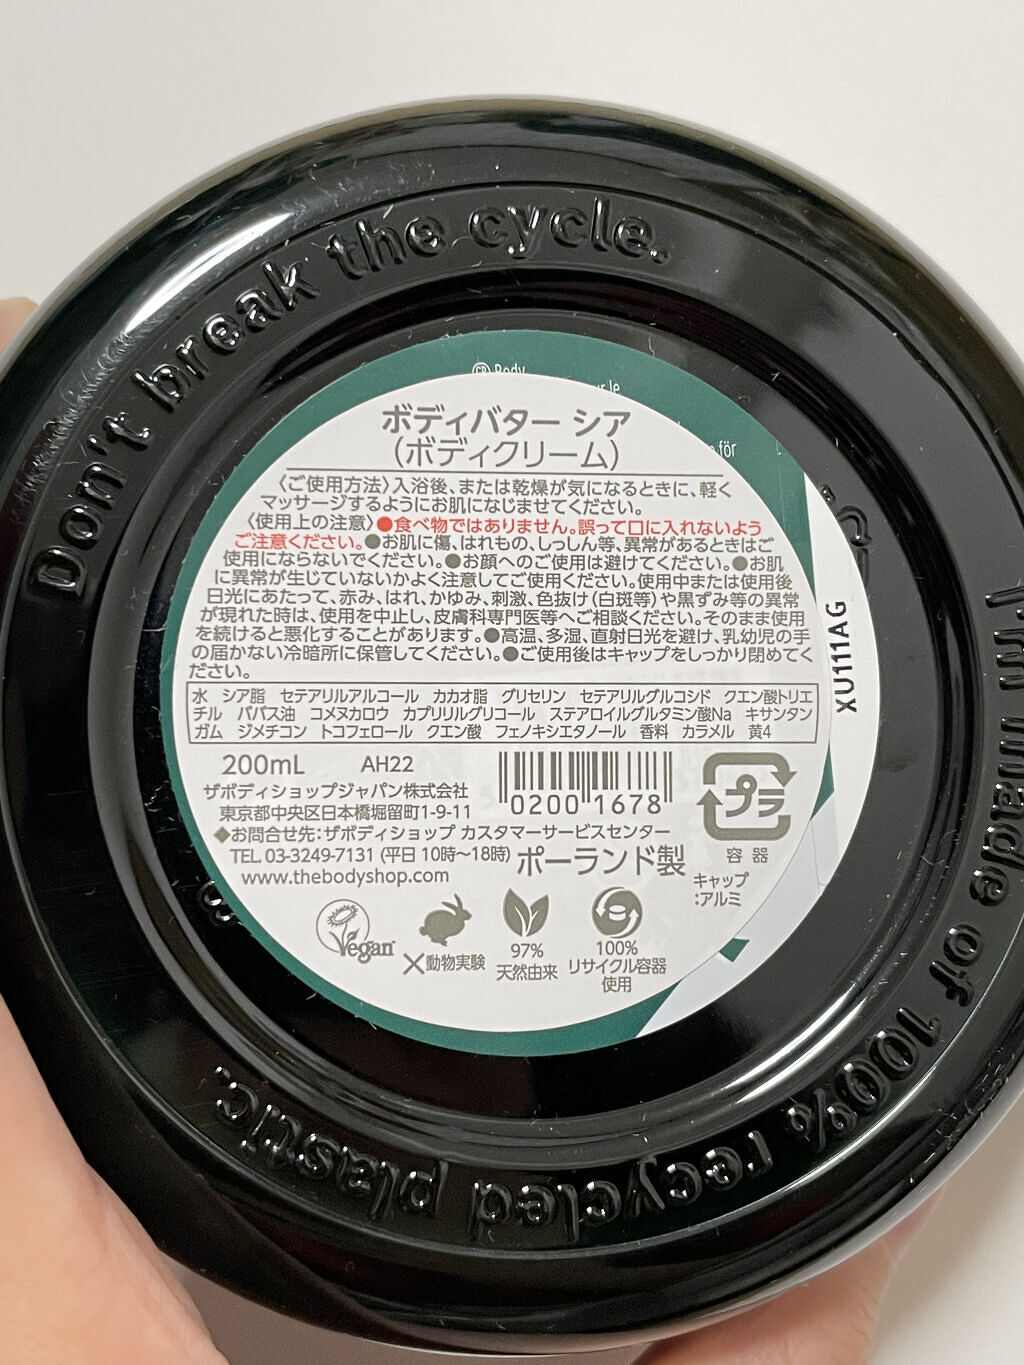 Don't break the cycle.
I'm made of 100% recycled plastic.
Body
ur le
för
ボディバター シア
（ボディクリーム）
〈ご使用方法〉入浴後、または乾燥が気になるときに、軽く
マッサージするようにお肌になじませてください。
〈使用上の注意〉●食べ物ではありません。誤って口に入れないよう
ご注意ください。●お肌に傷、はれもの、しっしん等、異常があるときはご
使用にならないでください。●お顔へのご使用は避けてください。●お肌
に異常が生じていないかよく注意してご使用ください。使用中または使用後
日光にあたって、赤み、はれ、かゆみ、刺激、色抜け（白斑等）や黒ずみ等の異常
が現れた時は、使用を中止し、皮膚科専門医等へご相談ください。そのまま使用
を続けると悪化することがあります。●高温、多湿、直射日光を避け、乳幼児の手
の届かない冷暗所に保管してください。●ご使用後はキャップをしっかり閉めてく
ださい。
水 シア脂 セテアリルアルコール カカオ脂 グリセリン セテアリルグルコシド クエン酸トリエ
チル ババス油 コメヌカロウ カプリリルグリコール ステアロイルグルタミン酸Na キサンタン
ガム ジメチコン トコフェロール クエン酸 フェノキシエタノール 香料 カラメル 黄4
200mL AH22
ザボディショップジャパン株式会社
東京都中央区日本橋堀留町1-9-11
◆お問合せ先：ザボディショップ カスタマーサービスセンター
TEL. 03-3249-7131 (平日 10時〜18時)
www.thebodyshop.com
0200 1678
ポーランド製
プラ
容 器
キャップ
：アルミ
Vegan
×動物実験
97%
天然由来
100%
リサイクル容器
使用
XU111AG